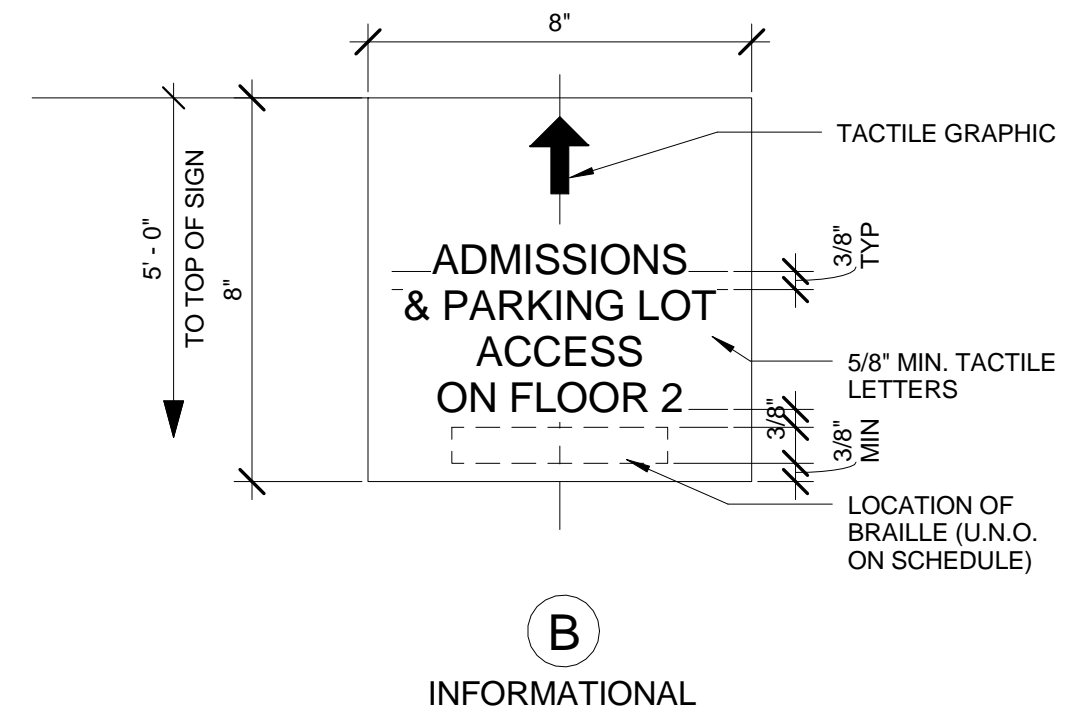 8"
TACTILE GRAPHIC
5' - 0"
TO TOP OF SIGN
8"
ADMISSIONS
& PARKING LOT
ACCESS
ON FLOOR 2
3/8"
TYP
5/8" MIN. TACTILE
LETTERS
3/8"
3/8"
MIN
LOCATION OF
BRAILLE (U.N.O.
ON SCHEDULE)
B
INFORMATIONAL